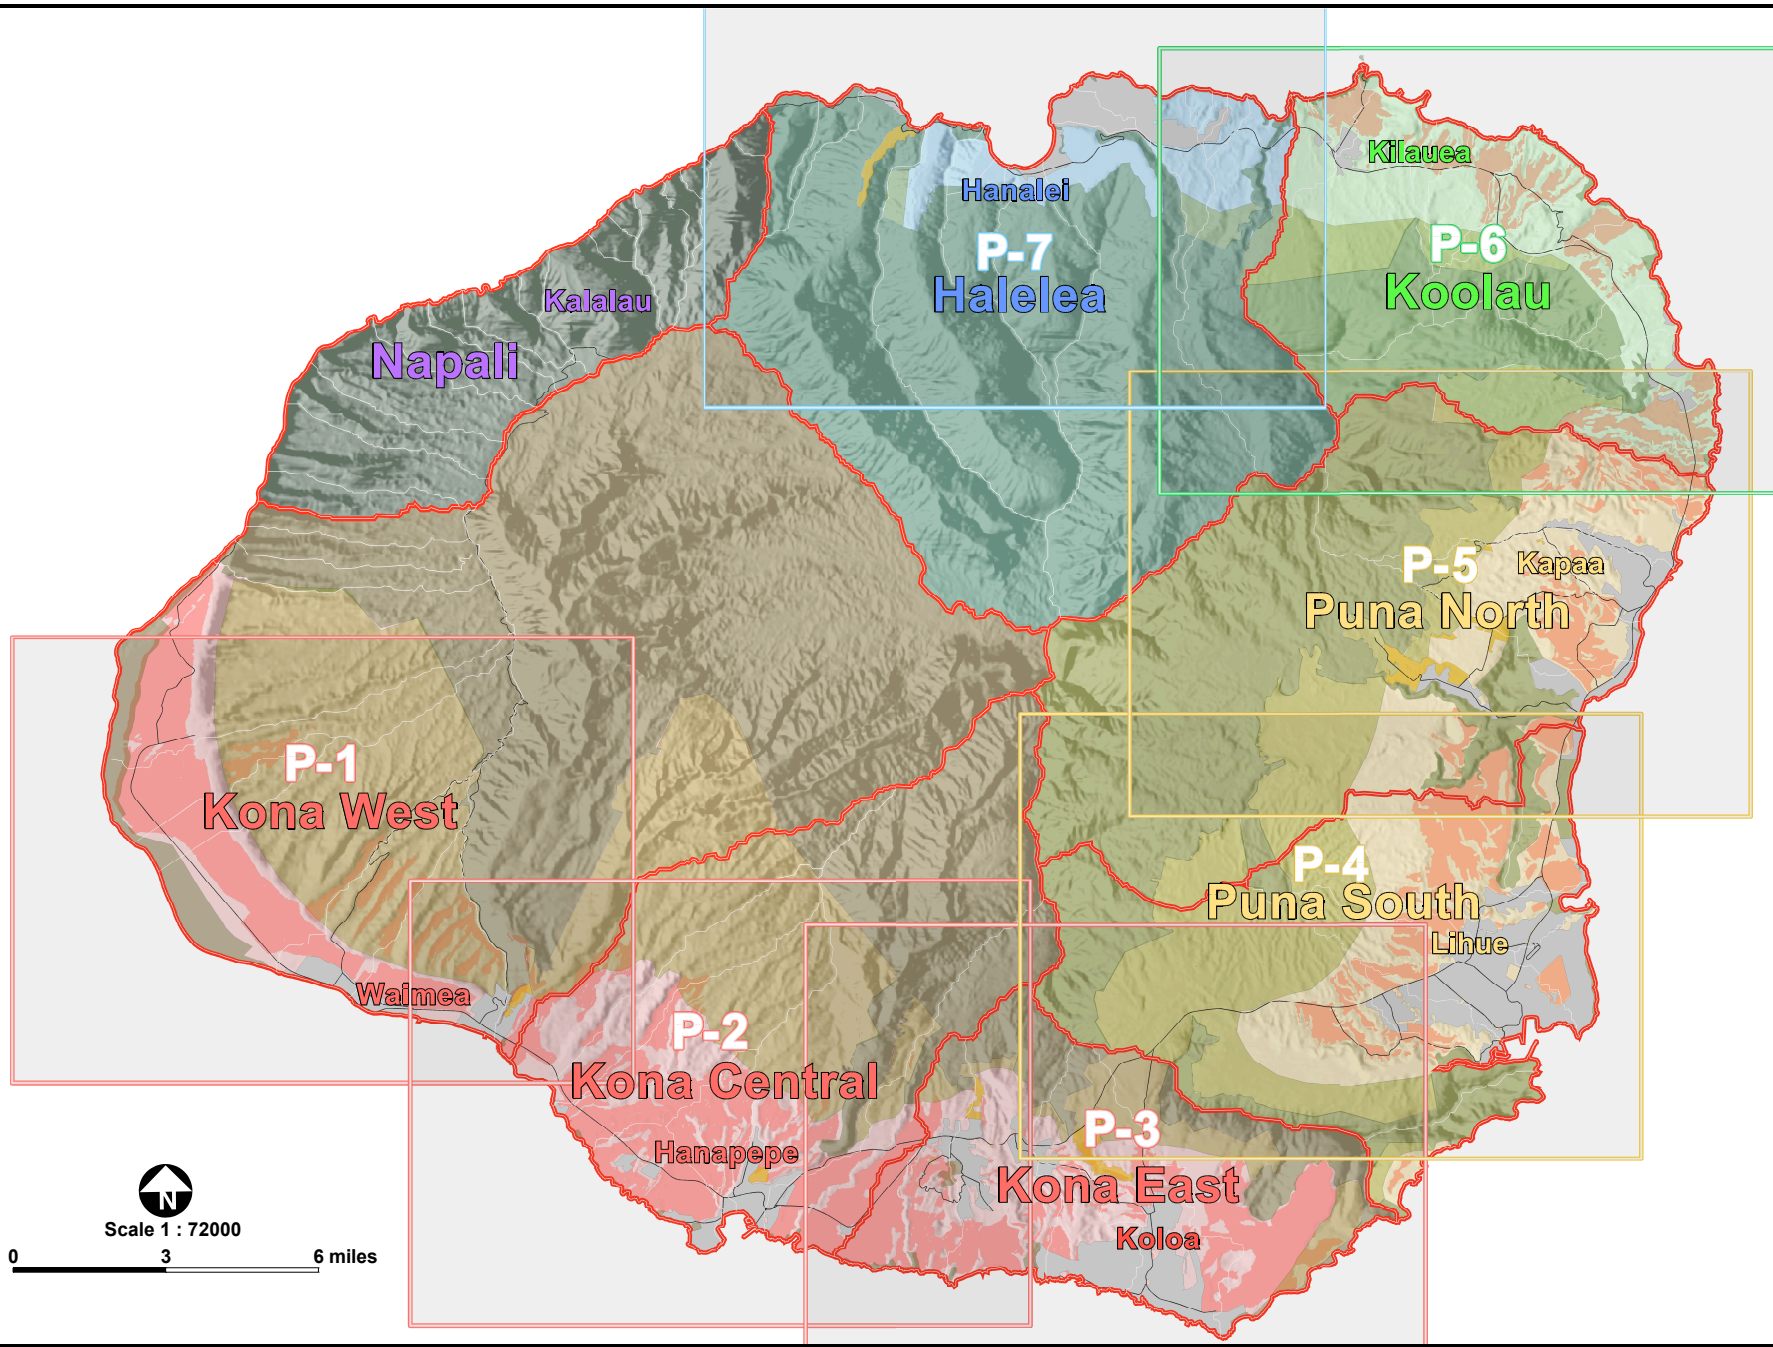 Kilauea
Hanalei
P-7
Halelea
P-6
Koolau
Kalalau
Napali
P-5
Kapaa
Puna North
P-1
Kona West
P-4
Puna South
Lihue
Waimea
P-2
Kona Central
P-3
Hanapepe
Kona East
Koloa
N
Scale 1 : 72000
0 3 6 miles